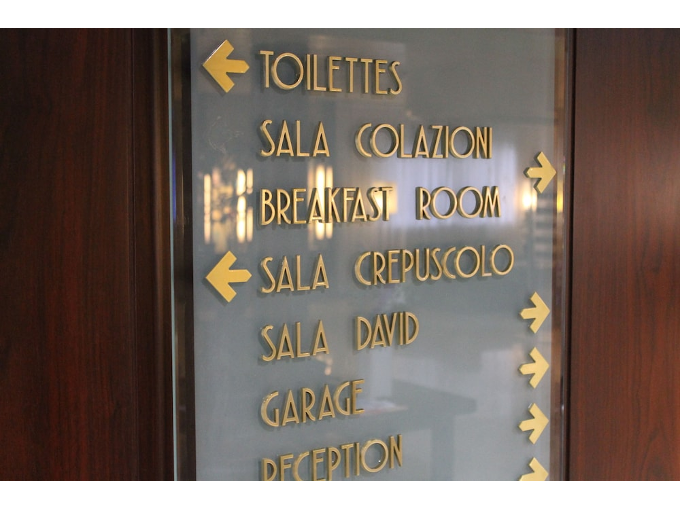 TOILETTES
SALA COLAZIONI
BREAKFAST ROOM
SALA CREPUSCOLO
SALA DAVID
GARAGE
RECEPTION